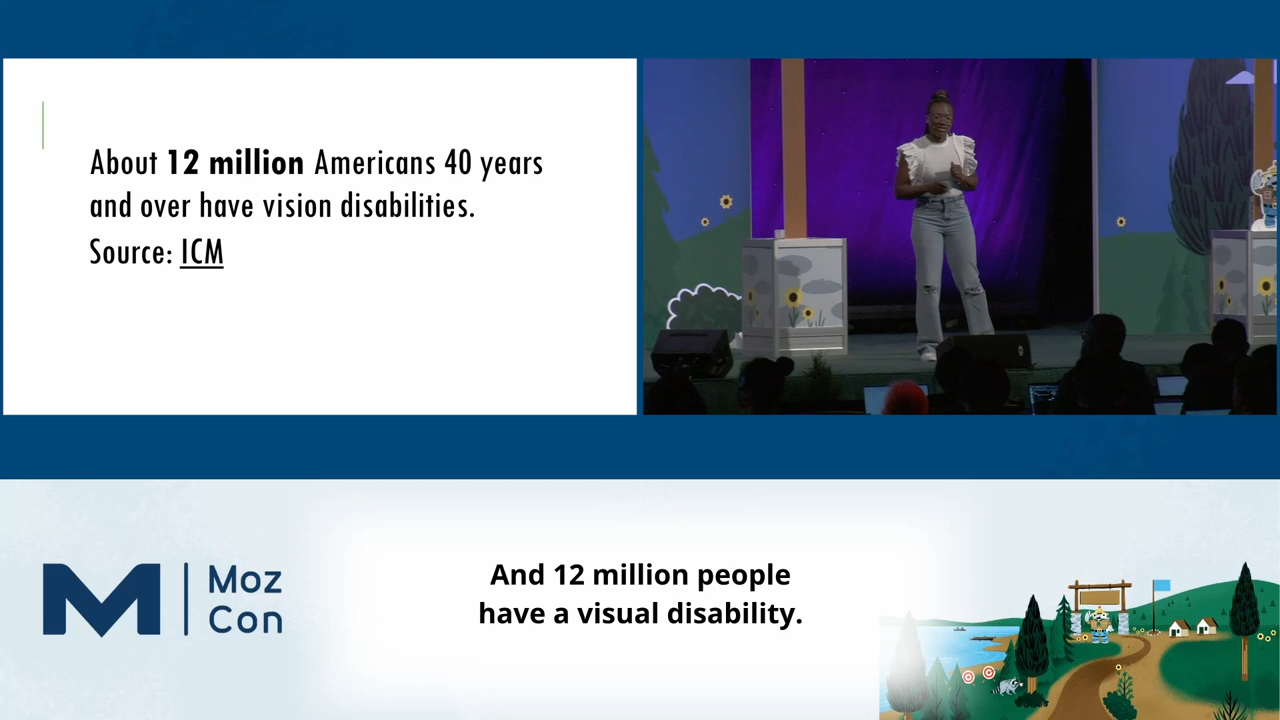 About 12 million Americans 40 years
and over have vision disabilities.
Source: ICM
Moz
Con
And 12 million people
have a visual disability.